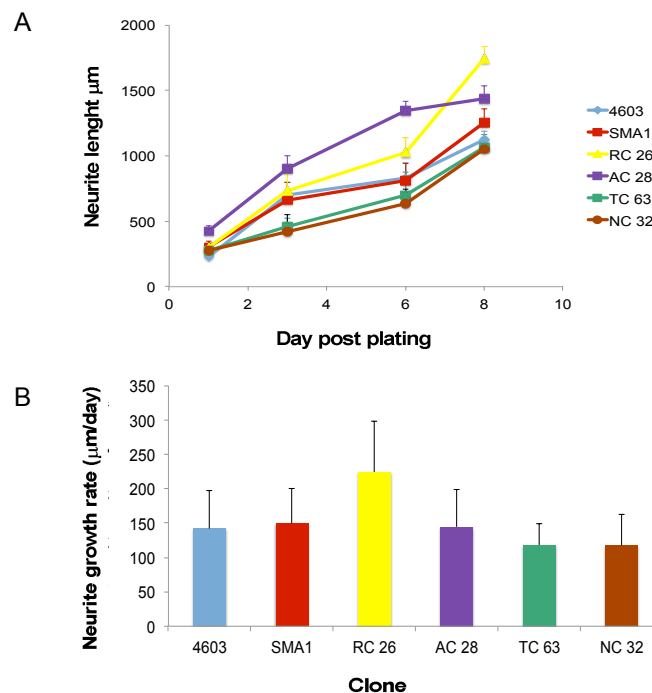 A
Neurite lenght μm
2000
1500
1000
500
0
0 2 4 6 8 10
Day post plating
4603
SMA1
RC 26
AC 28
TC 63
NC 32
B
Neurite growth rate (μm/day)
350
300
250
200
150
100
50
0
4603 SMA1 RC 26 AC 28 TC 63 NC 32
Clone